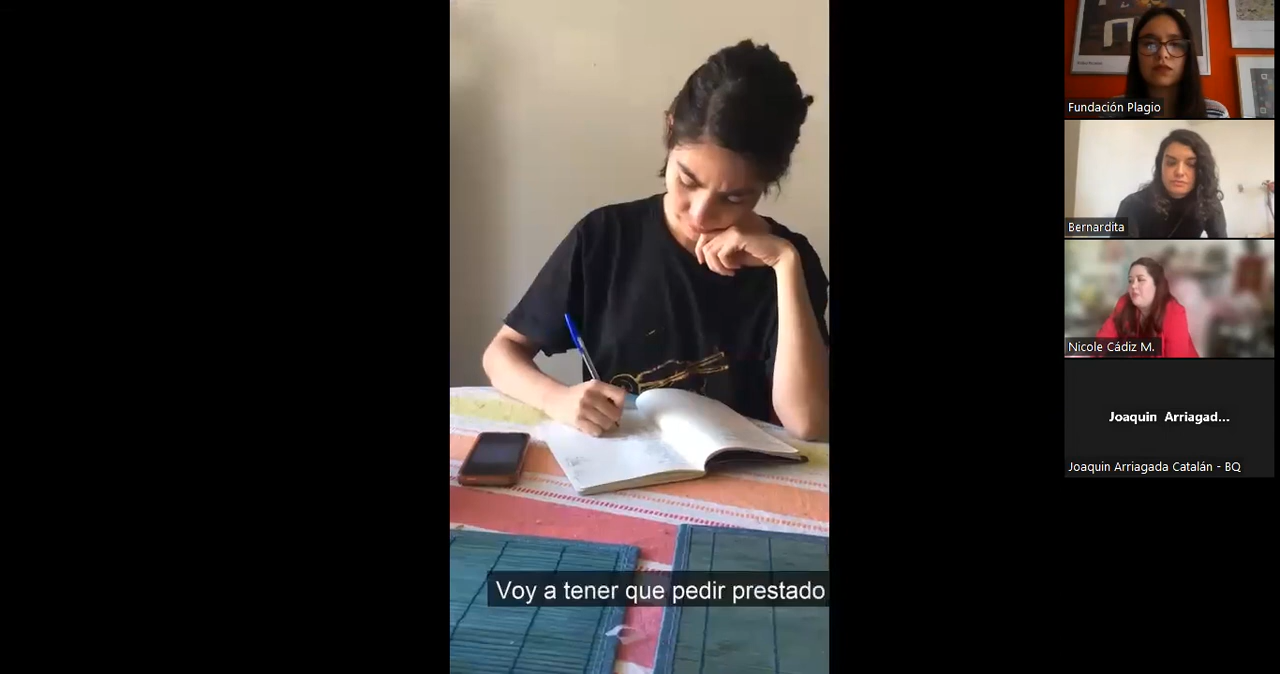 Voy a tener que pedir prestado
Fundación Plagio
Bernardita
Nicole Cádiz M.
Joaquin Arriagad...
Joaquin Arriagada Catalán - BQ